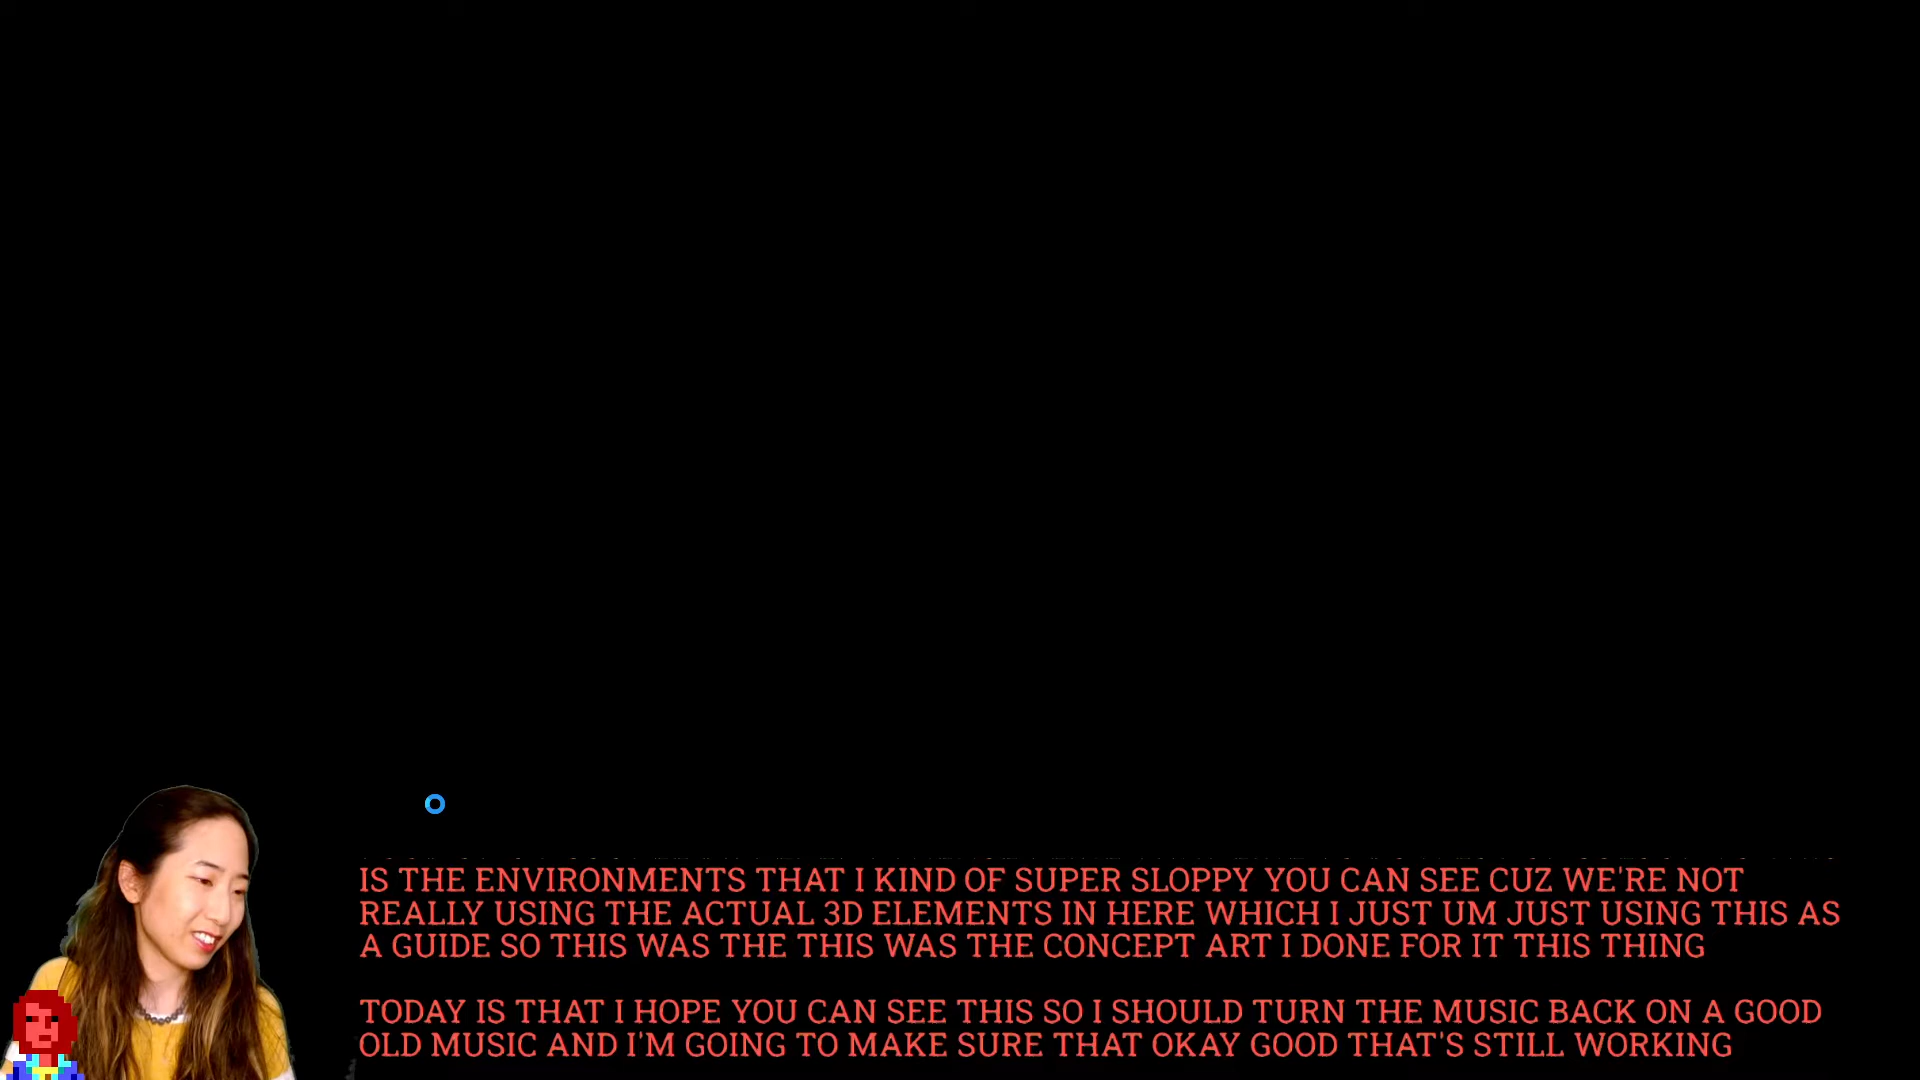 IS THE ENVIRONMENTS THAT I KIND OF SUPER SLOPPY YOU CAN SEE CUZ WE'RE NOT
REALLY USING THE ACTUAL 3D ELEMENTS IN HERE WHICH I JUST UM JUST USING THIS AS
A GUIDE SO THIS WAS THE THIS WAS THE CONCEPT ART I DONE FOR IT THIS THING
TODAY IS THAT I HOPE YOU CAN SEE THIS SO I SHOULD TURN THE MUSIC BACK ON A GOOD
OLD MUSIC AND I'M GOING TO MAKE SURE THAT OKAY GOOD THAT'S STILL WORKING